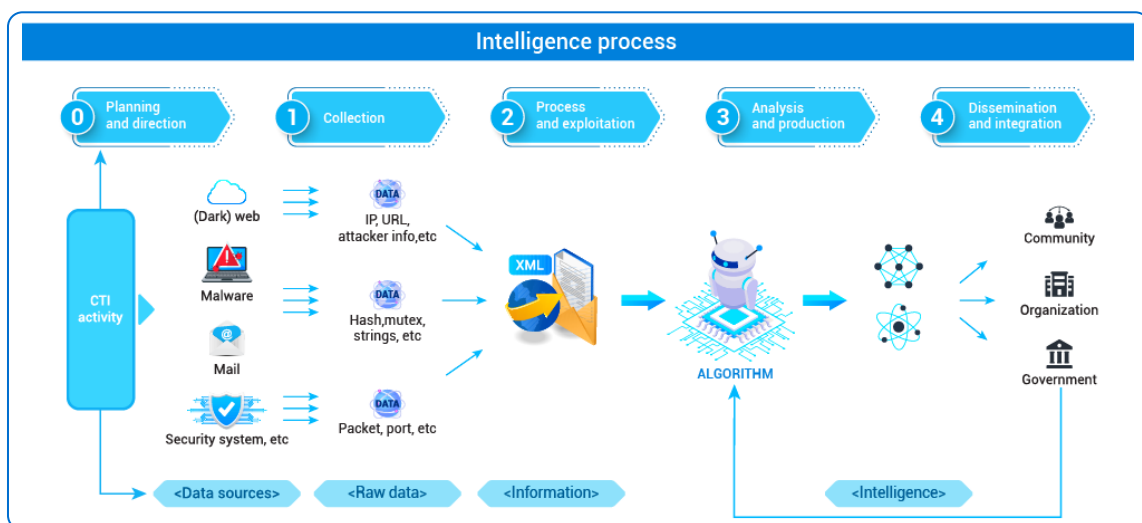 Intelligence process
0
Planning
and direction
1
Collection
2
Process
and exploitation
3
Analysis
and production
4
Dissemination
and integration
CTI
activity
(Dark) web
Malware
@
Mail
Security system, etc
DATA
IP, URL,
attacker info,etc
DATA
Hash,mutex,
strings, etc
DATA
Packet, port, etc
XML
ALGORITHM
Community
Organization
Government
<Data sources>
<Raw data>
<Information>
<Intelligence>